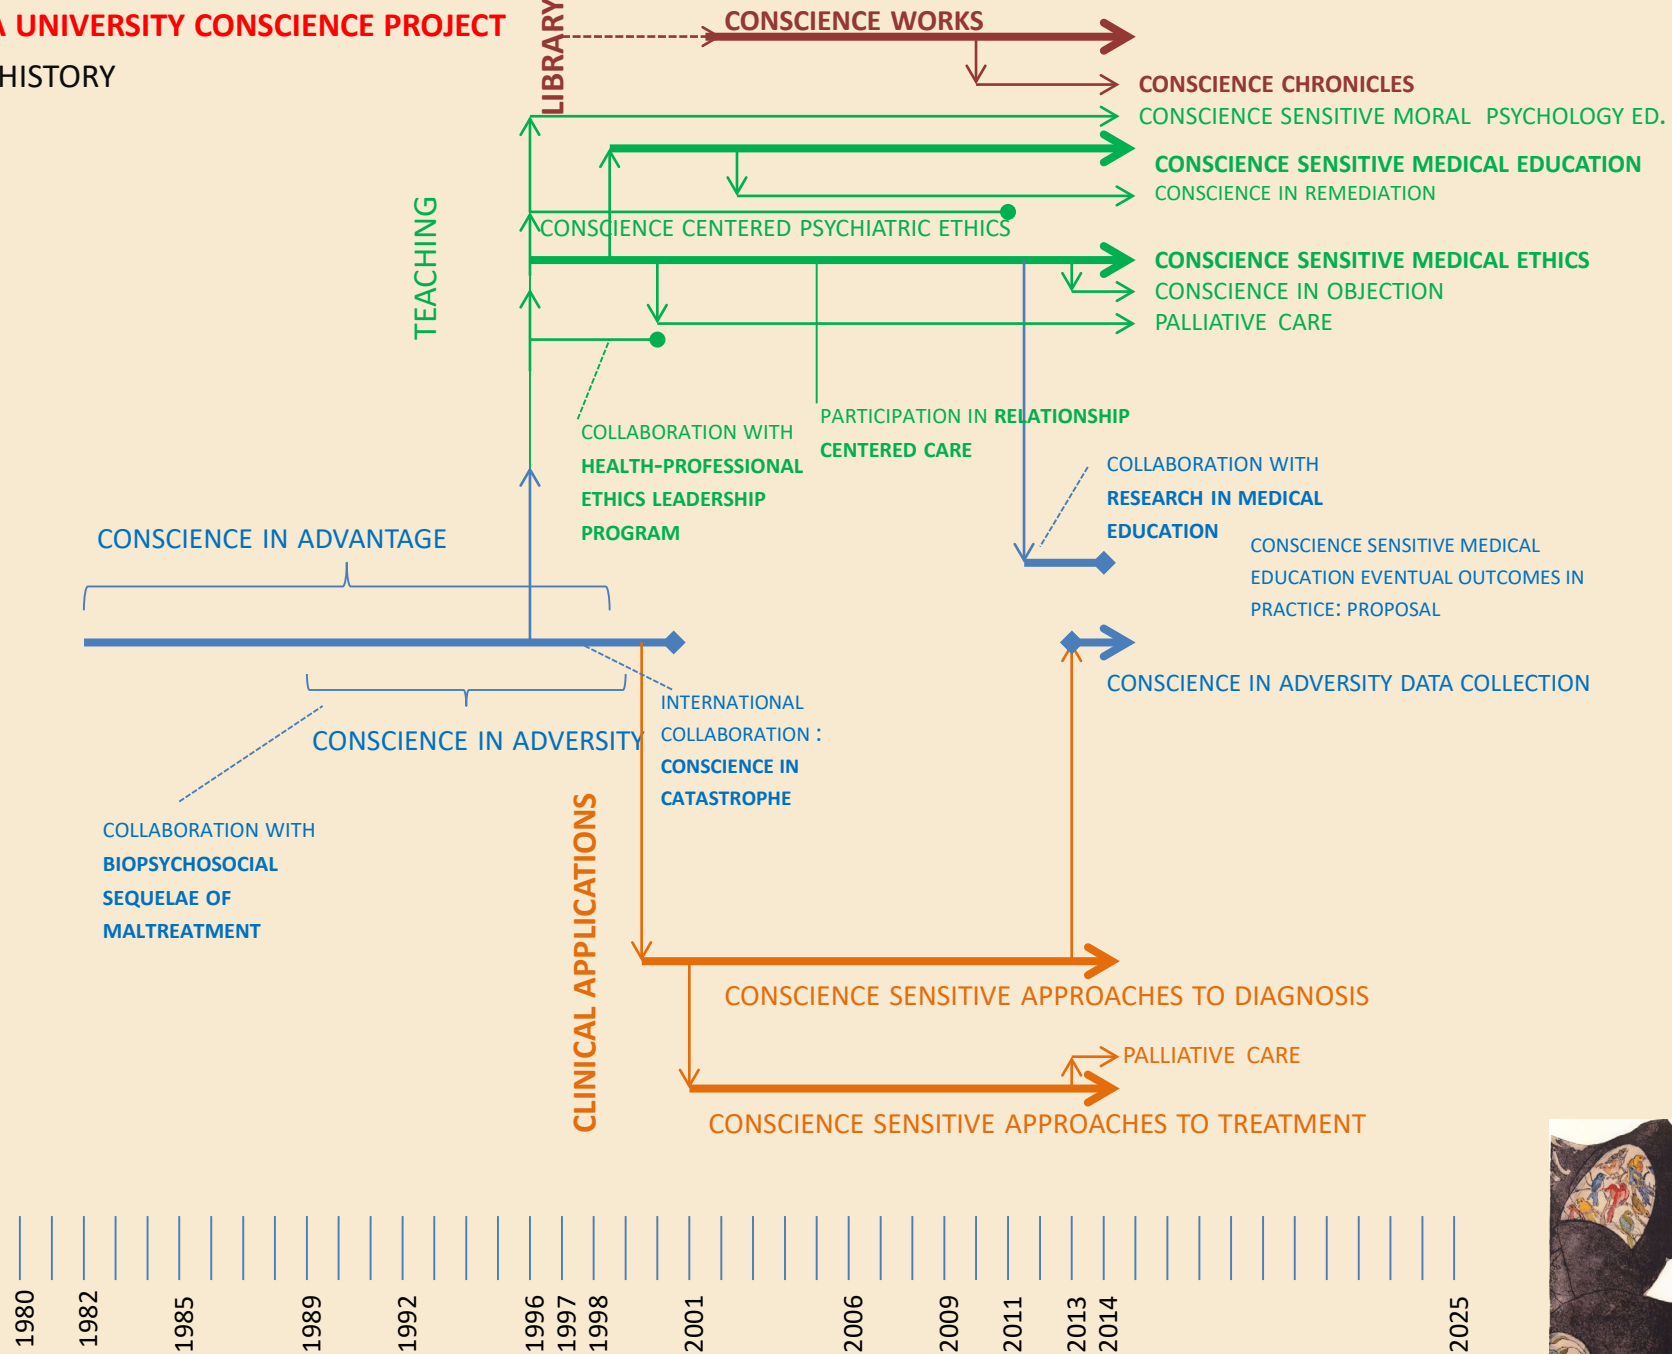 A UNIVERSITY CONSCIENCE PROJECT
HISTORY
LIBRARY
CONSCIENCE WORKS
CONSCIENCE CHRONICLES
CONSCIENCE SENSITIVE MORAL PSYCHOLOGY ED.
TEACHING
CONSCIENCE SENSITIVE MEDICAL EDUCATION
CONSCIENCE IN REMEDIATION
CONSCIENCE CENTERED PSYCHIATRIC ETHICS
CONSCIENCE SENSITIVE MEDICAL ETHICS
CONSCIENCE IN OBJECTION
PALLIATIVE CARE
COLLABORATION WITH
HEALTH-PROFESSIONAL
ETHICS LEADERSHIP
PROGRAM
PARTICIPATION IN RELATIONSHIP
CENTERED CARE
COLLABORATION WITH
RESEARCH IN MEDICAL
EDUCATION
CONSCIENCE SENSITIVE MEDICAL
EDUCATION EVENTUAL OUTCOMES IN
PRACTICE: PROPOSAL
CONSCIENCE IN ADVANTAGE
CONSCIENCE IN ADVERSITY
INTERNATIONAL
COLLABORATION :
CONSCIENCE IN
CATASTROPHE
CONSCIENCE IN ADVERSITY DATA COLLECTION
COLLABORATION WITH
BIOPSYCHOSOCIAL
SEQUELAE OF
MALTREATMENT
CLINICAL APPLICATIONS
CONSCIENCE SENSITIVE APPROACHES TO DIAGNOSIS
PALLIATIVE CARE
CONSCIENCE SENSITIVE APPROACHES TO TREATMENT
1980
1982
1985
1989
1992
1996
1997
1998
2001
2006
2009
2011
2013
2014
2025